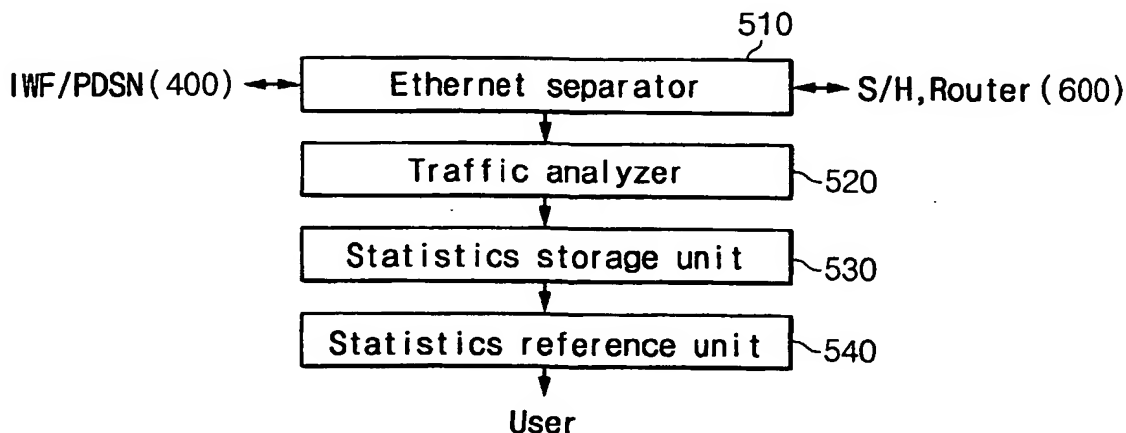 510
IWF/PDSN(400) Ethernet separator S/H,Router(600)
Traffic analyzer 520
Statistics storage unit 530
Statistics reference unit 540
User